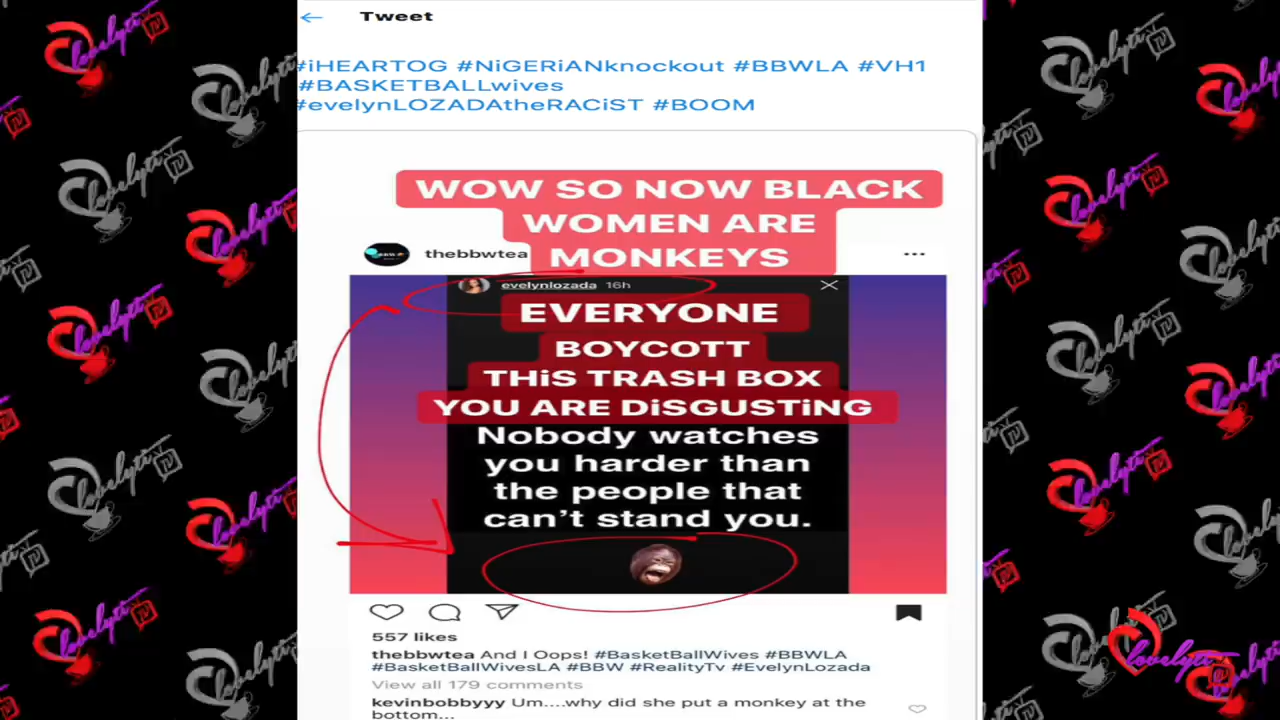 Tweet
#iHEARTOG #NiGERiANknockout #BBWLA #VH1
#BASKETBALLwives
#evelynLOZADAtheRACiST #BOOM
WOW SO NOW BLACK
WOMEN ARE
MONKEYS
thebbwtea
evelynlozada 16h
EVERYONE
BOYCOTT
THiS TRASH BOX
YOU ARE DiSGUSTiNG
Nobody watches
you harder than
the people that
can't stand you.
557 likes
thebbwtea And I Oops! #BasketBallWives #BBWLA
#BasketBallWivesLA #BBW #RealityTv #EvelynLozada
View all 179 comments
kevinbobbyyy Um....why did she put a monkey at the
bottom...
lovelyti